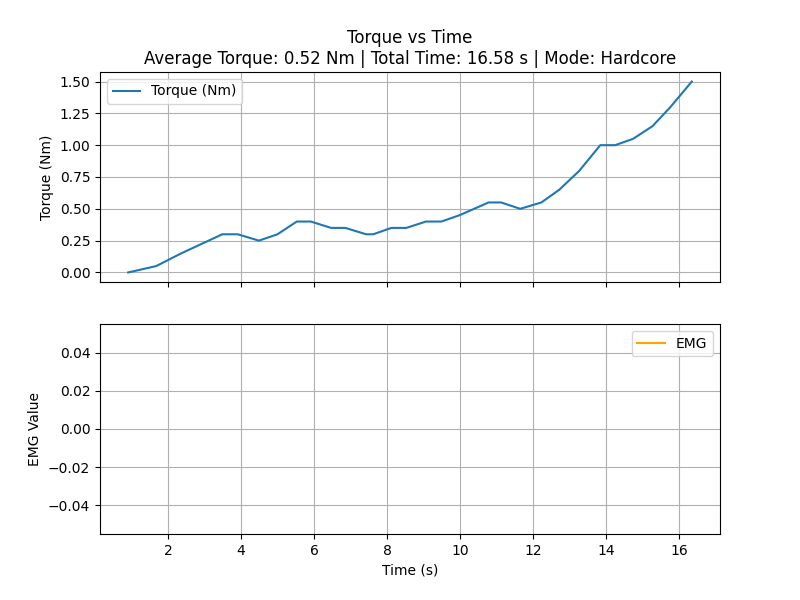 Torque vs Time
Average Torque: 0.52 Nm | Total Time: 16.58 s | Mode: Hardcore
Torque (Nm)
Torque (Nm)
1.50
1.25
1.00
0.75
0.50
0.25
0.00
EMG
EMG Value
0.04
0.02
0.00
−0.02
−0.04
2 4 6 8 10 12 14 16
Time (s)